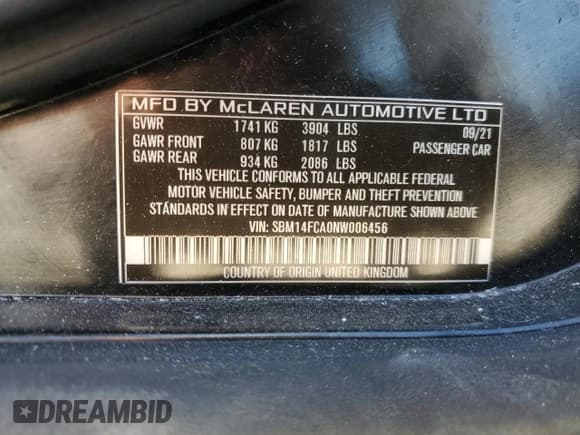 MFD BY McLAREN AUTOMOTIVE LTD
GVWR 1741 KG 3904 LBS 09/21
GAWR FRONT 807 KG 1817 LBS PASSENGER CAR
GAWR REAR 934 KG 2086 LBS
THIS VEHICLE CONFORMS TO ALL APPLICABLE FEDERAL
MOTOR VEHICLE SAFETY, BUMPER AND THEFT PREVENTION
STANDARDS IN EFFECT ON DATE OF MANUFACTURE SHOWN ABOVE
VIN: SBM14FCA0NW006456
COUNTRY OF ORIGIN UNITED KINGDOM
DREAMBID